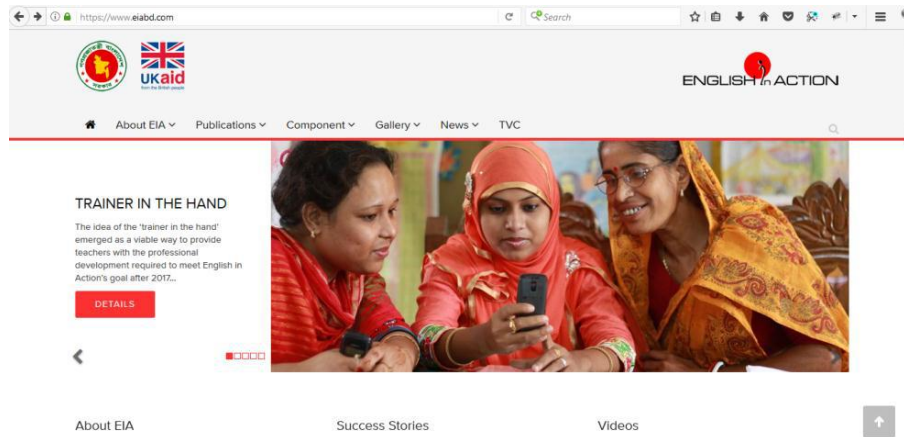 https://www.eiabd.com
Search
UKaid
from the British people
ENGLISH in ACTION
About EIA
Publications
Component
Gallery
News
TVC
TRAINER IN THE HAND
The idea of the 'trainer in the hand'
emerged as a viable way to provide
teachers with the professional
development required to meet English in
Action's goal after 2017...
DETAILS
About EIA
Success Stories
Videos